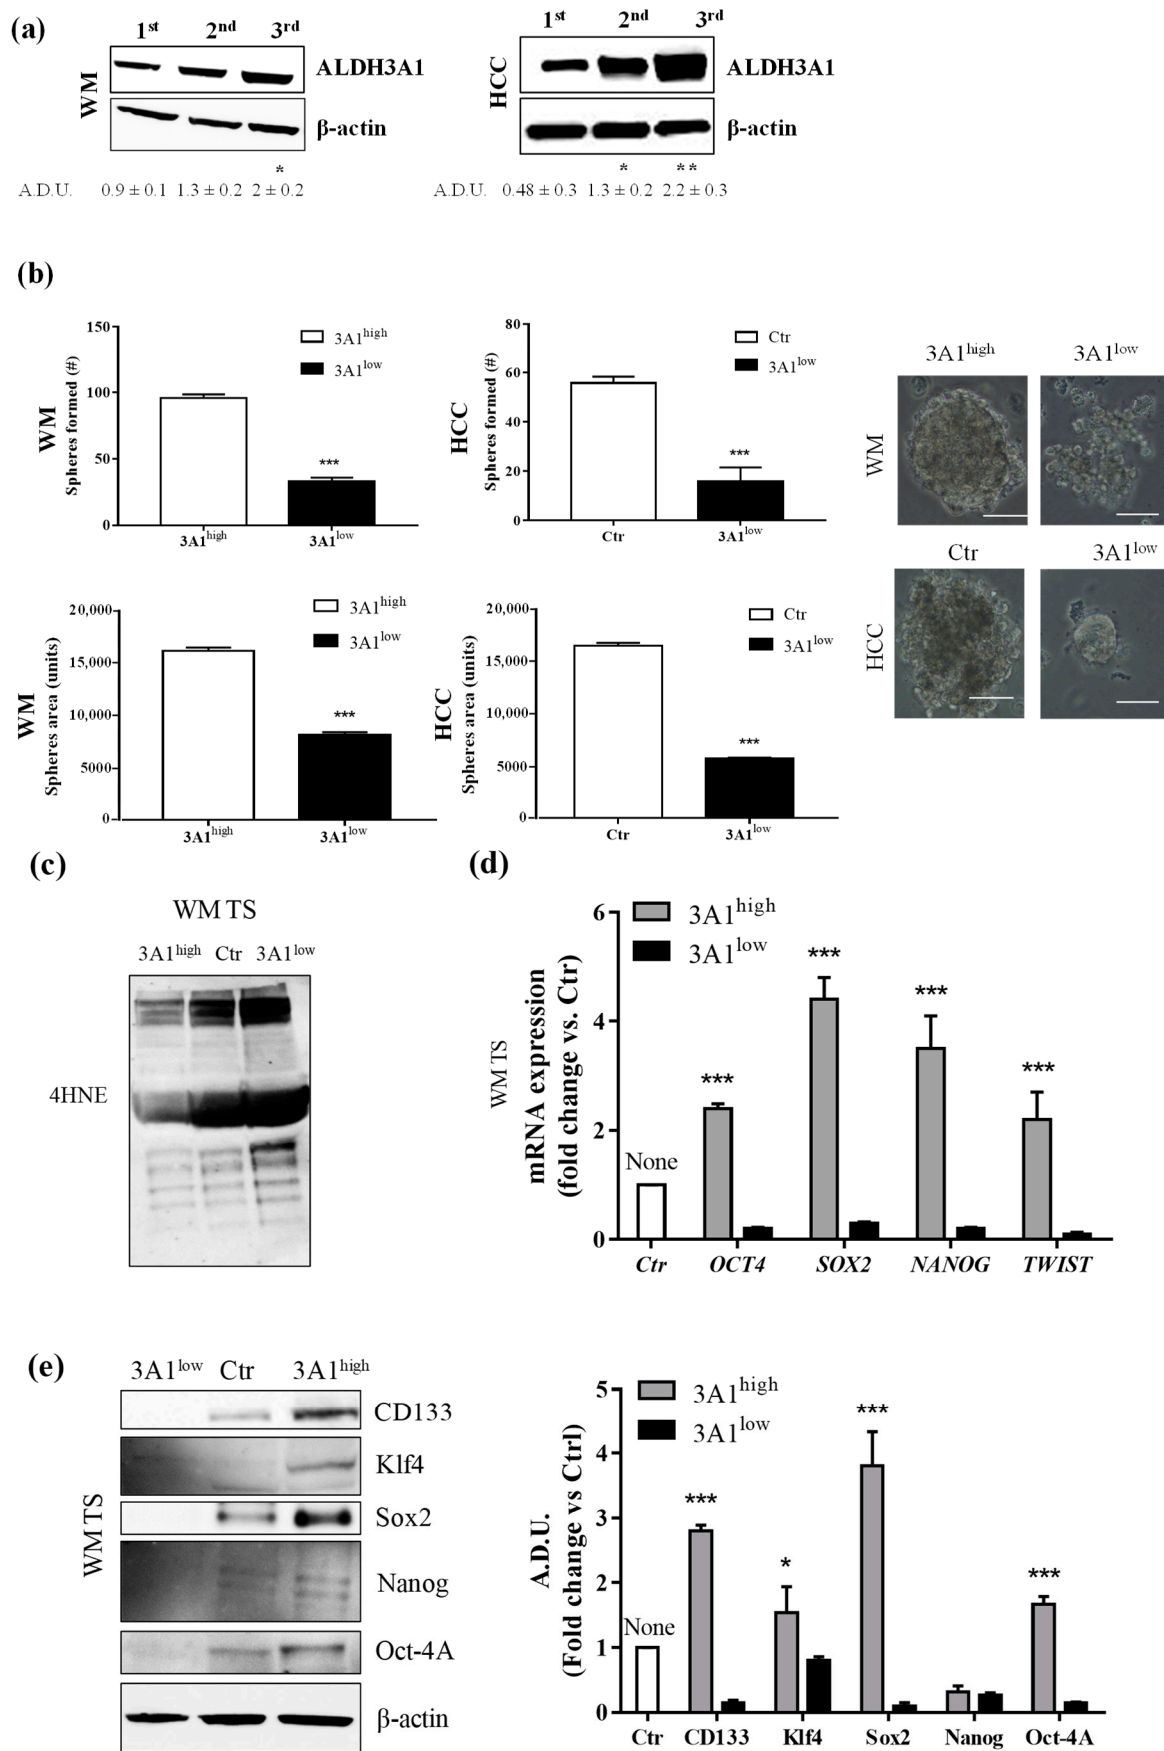 (a)
1st 2nd 3rd
WM
ALDH3A1
β-actin
*
A.D.U. 0.9 ± 0.1 1.3 ± 0.2 2 ± 0.2
1st 2nd 3rd
HCC
ALDH3A1
β-actin
* **
A.D.U. 0.48 ± 0.3 1.3 ± 0.2 2.2 ± 0.3
(b)
WM
Spheres formed (#)
150
100
50
0
3A1high
3A1low
***
3A1high 3A1low
HCC
Spheres formed (#)
80
60
40
20
0
Ctr
3A1low
***
Ctr 3A1low
3A1high 3A1low
WM
Ctr 3A1low
HCC
WM
Spheres area (units)
20,000
15,000
10,000
5000
0
3A1high
3A1low
***
3A1high 3A1low
HCC
Spheres area (units)
20,000
15,000
10,000
5000
0
Ctr
3A1low
***
Ctr 3A1low
(c)
WM TS
3A1high Ctr 3A1low
4HNE
(d)
WM TS
mRNA expression
(fold change vs. Ctr)
6
4
2
0
3A1high
3A1low
None
***
***
***
***
Ctr OCT4 SOX2 NANOG TWIST
(e)
3A1low Ctr 3A1high
WM TS
CD133
Klf4
Sox2
Nanog
Oct-4A
β-actin
A.D.U.
(Fold change vs Ctrl)
5
4
3
2
1
0
3A1high
3A1low
None
***
*
***
***
Ctr CD133 Klf4 Sox2 Nanog Oct-4A